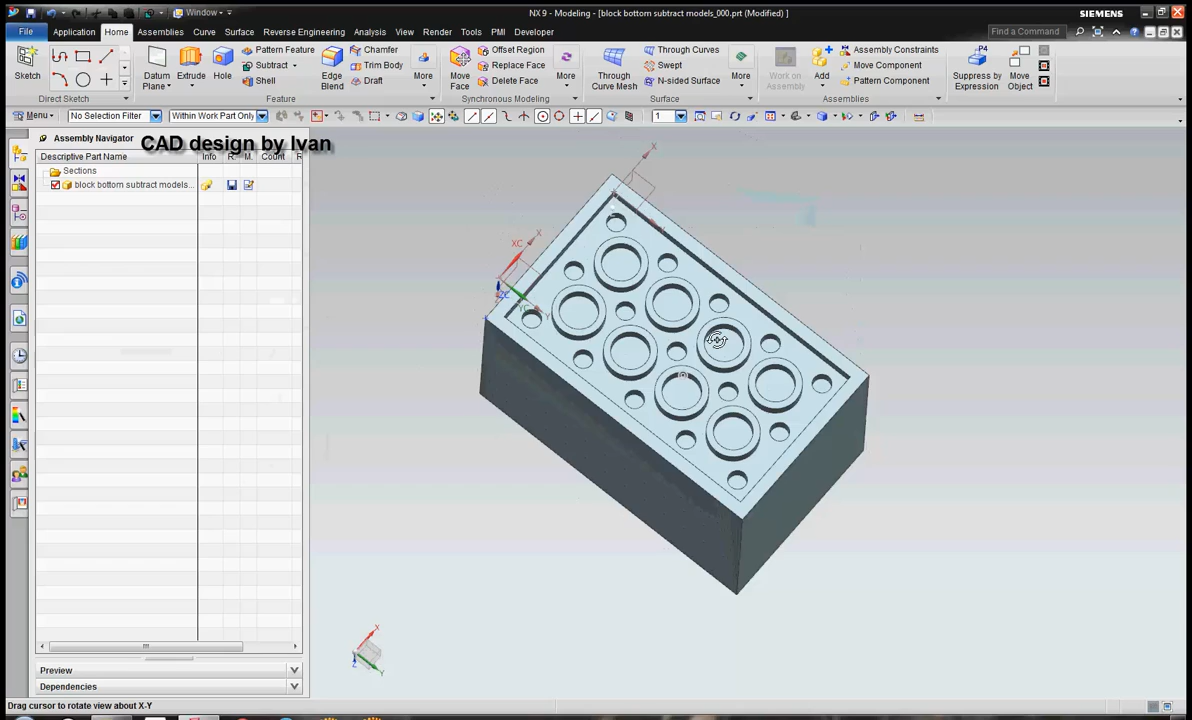 Window
NX 9 - Modeling - [block bottom subtract models_000.prt (Modified) ]
SIEMENS
File Application Home Assemblies Curve Surface Reverse Engineering Analysis View Render Tools PMI Developer
Find a Command
Sketch
Direct Sketch
Datum Plane
Extrude
Hole
Pattern Feature
Subtract
Shell
Edge Blend
Chamfer
Trim Body
Draft
More
Feature
Move Face
Offset Region
Replace Face
Delete Face
More
Synchronous Modeling
Through Curve Mesh
Through Curves
Swept
N-sided Surface
More
Surface
Work on Assembly
Add
Assembly Constraints
Move Component
Pattern Component
Assemblies
Suppress by Expression
Move Object
Menu
No Selection Filter
Within Work Part Only
1
Assembly Navigator
CAD design by Ivan
Descriptive Part Name Info R. M. Count R
Sections
block bottom subtract models...
X
XC
X
ZC
YC
Y
X
Y
Z
Preview
Dependencies
Drag cursor to rotate view about X-Y